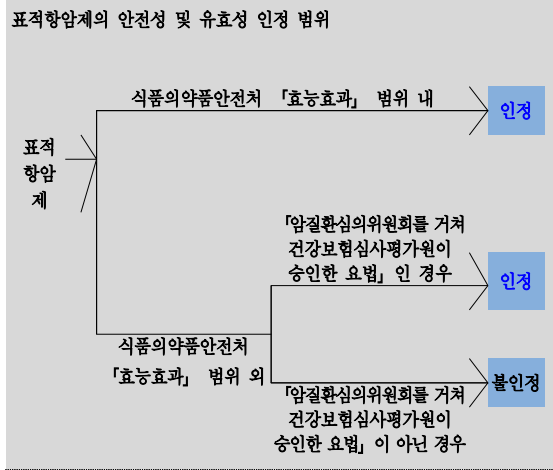 표적항암제의 안전성 및 유효성 인정 범위
식품의약품안전처 「효능효과」 범위 내
인정
표적
항암
제
「암질환심의위원회를 거쳐
건강보험심사평가원이
승인한 요법」인 경우
인정
식품의약품안전처
「효능효과」 범위 외
불인정
「암질환심의위원회를 거쳐
건강보험심사평가원이
승인한 요법」이 아닌 경우